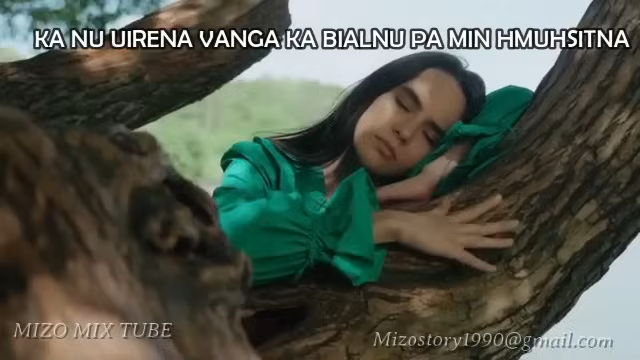 KA NU UIRENA VANGA KA BIALNU PA MIN HMUHSITNA
MIZO MIX TUBE
Mizostory1990@gmail.com